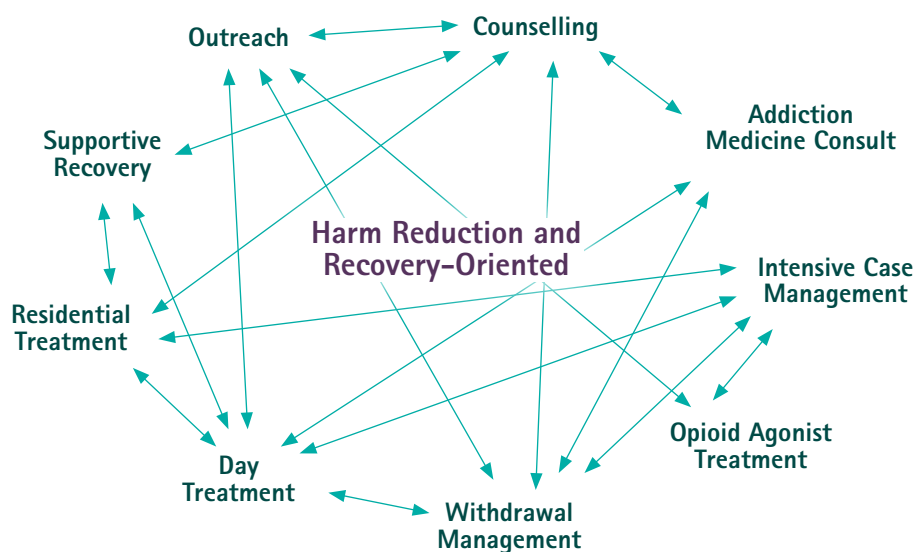 Outreach
Counselling
Addiction
Medicine Consult
Supportive
Recovery
Harm Reduction and
Recovery-Oriented
Intensive Case
Management
Residential
Treatment
Opioid Agonist
Treatment
Day
Treatment
Withdrawal
Management